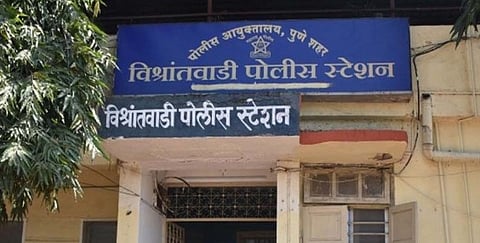 पोलीस आयुक्तालय, पुणे शहर
विश्रांतवाडी पोलीस स्टेशन
विश्रांतवाडी पोलीस स्टेशन